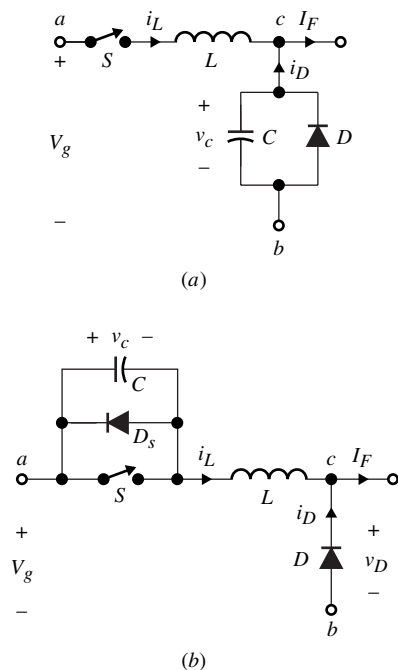 a c
i_L I_F
+ S L i_D
+
V_g v_c C D
–
– b
(a)
+ v_c –
C
D_s
a i_L c I_F
S L
+ i_D +
V_g D v_D
– –
b
(b)